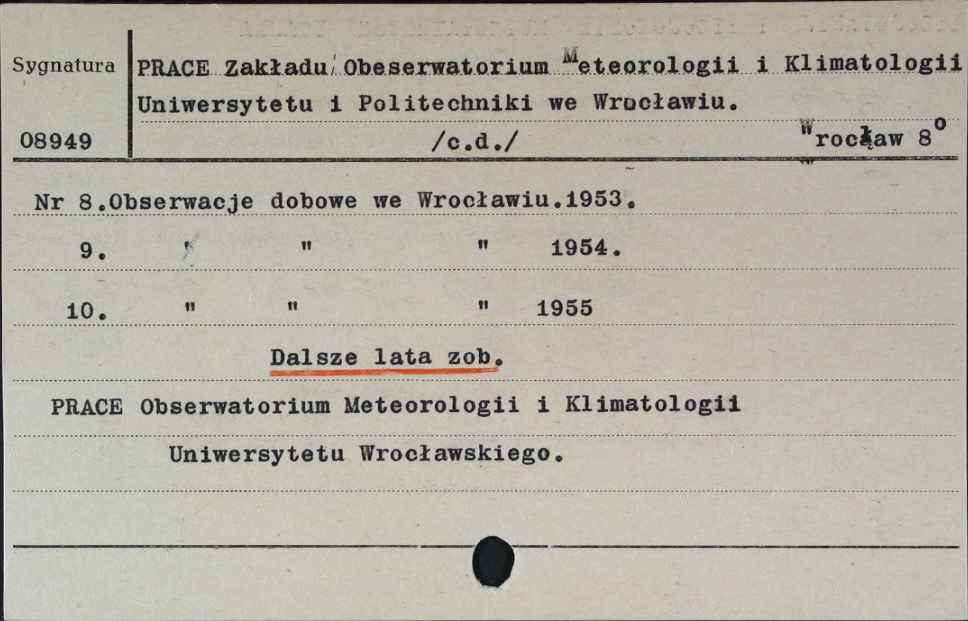 Sygnatura PRACE Zakładu Obeserwatorium Meteorologii i Klimatologii
Uniwersytetu i Politechniki we Wrocławiu.
08949 /c.d./ Wrocław 8°
Nr 8.Obserwacje dobowe we Wrocławiu.1953.
9. " " " 1954.
10. " " " 1955
Dalsze lata zob.
PRACE Obserwatorium Meteorologii i Klimatologii
Uniwersytetu Wrocławskiego.